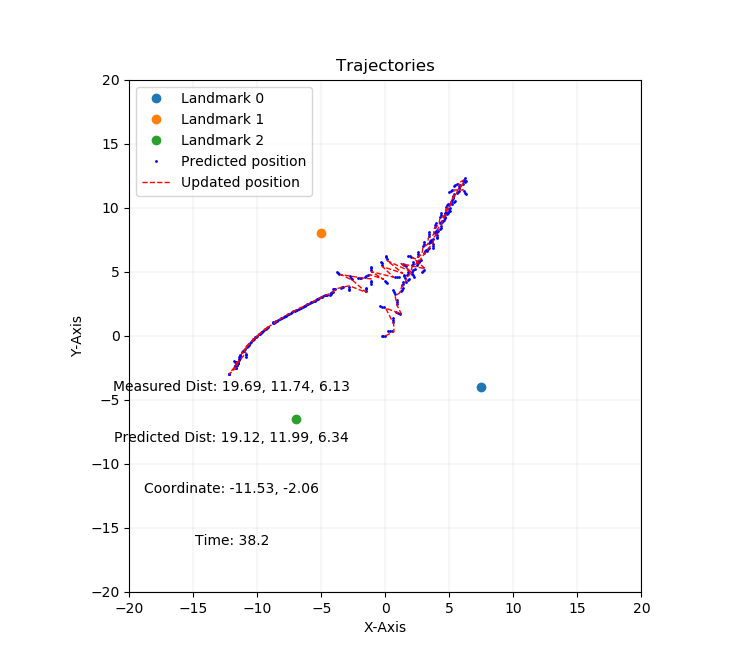 Trajectories
Landmark 0
Landmark 1
Landmark 2
Predicted position
Updated position
20
15
10
5
0
−5
−10
−15
−20
Y-Axis
Measured Dist: 19.69, 11.74, 6.13
Predicted Dist: 19.12, 11.99, 6.34
Coordinate: -11.53, -2.06
Time: 38.2
−20 −15 −10 −5 0 5 10 15 20
X-Axis